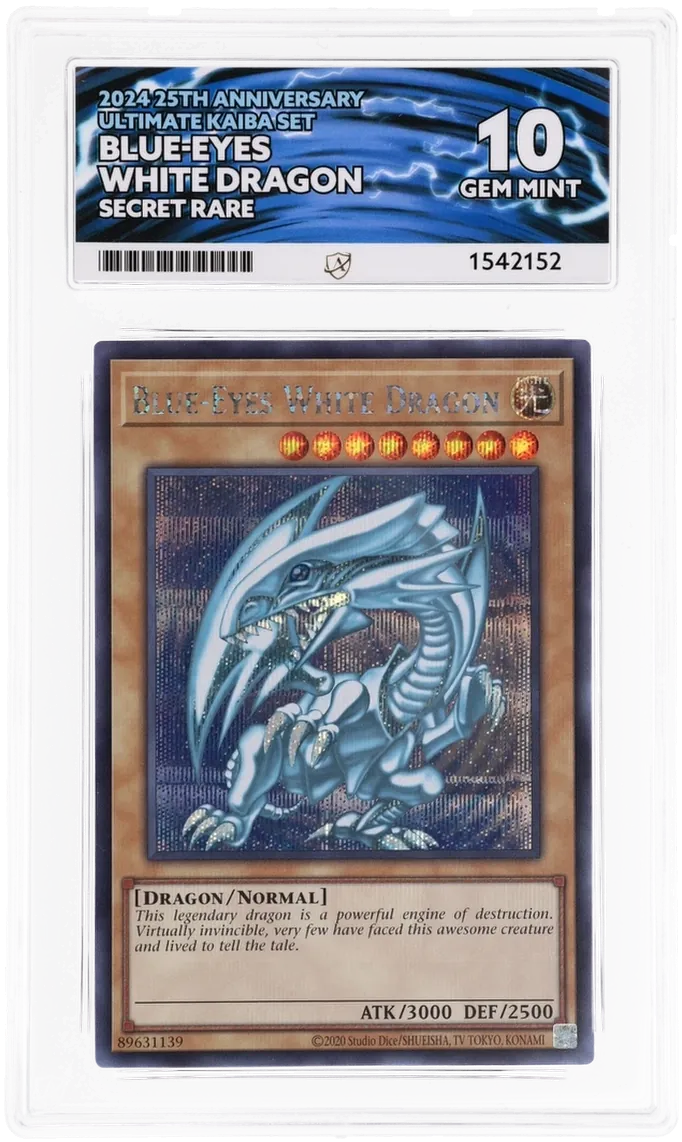 2024 25TH ANNIVERSARY
ULTIMATE KAIBA SET
BLUE-EYES
WHITE DRAGON
SECRET RARE
10
GEM MINT
1542152
BLUE-EYES WHITE DRAGON
光
[DRAGON/NORMAL]
This legendary dragon is a powerful engine of destruction.
Virtually invincible, very few have faced this awesome creature
and lived to tell the tale.
ATK/3000 DEF/2500
89631139
©2020 Studio Dice/SHUEISHA, TV TOKYO, KONAMI